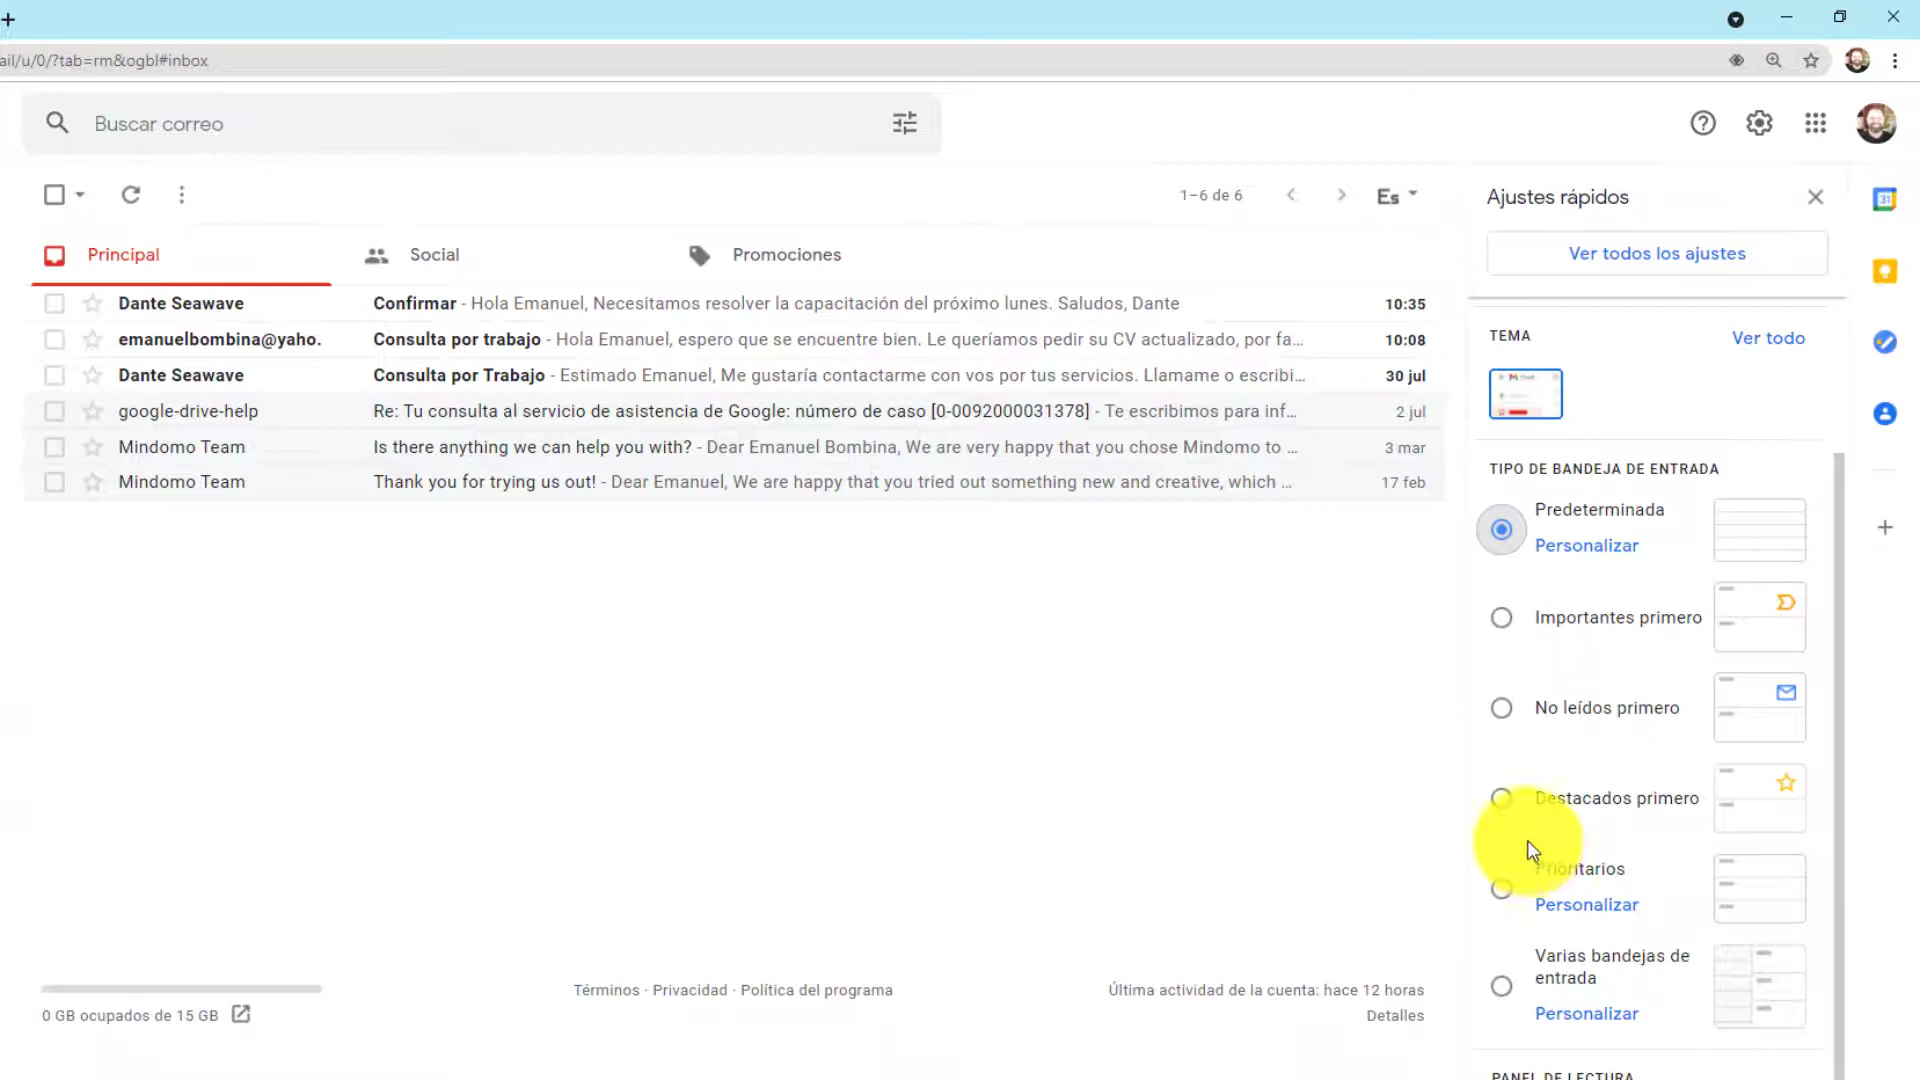 ail/u/0/?tab=rm&ogbl#inbox
Buscar correo
1–6 de 6
Es
Principal
Social
Promociones
Dante Seawave Confirmar - Hola Emanuel, Necesitamos resolver la capacitación del próximo lunes. Saludos, Dante 10:35
emanuelbombina@yaho. Consulta por trabajo - Hola Emanuel, espero que se encuentre bien. Le queríamos pedir su CV actualizado, por fa... 10:08
Dante Seawave Consulta por Trabajo - Estimado Emanuel, Me gustaría contactarme con vos por tus servicios. Llamame o escribi... 30 jul
google-drive-help Re: Tu consulta al servicio de asistencia de Google: número de caso [0-0092000031378] - Te escribimos para inf... 2 jul
Mindomo Team Is there anything we can help you with? - Dear Emanuel Bombina, We are very happy that you chose Mindomo to ... 3 mar
Mindomo Team Thank you for trying us out! - Dear Emanuel, We are happy that you tried out something new and creative, which ... 17 feb
0 GB ocupados de 15 GB
Términos · Privacidad · Política del programa
Última actividad de la cuenta: hace 12 horas
Detalles
Ajustes rápidos
Ver todos los ajustes
TEMA
Ver todo
TIPO DE BANDEJA DE ENTRADA
Predeterminada
Personalizar
Importantes primero
No leídos primero
Destacados primero
Prioritarios
Personalizar
Varias bandejas de
entrada
Personalizar
PANEL DE LECTURA
31